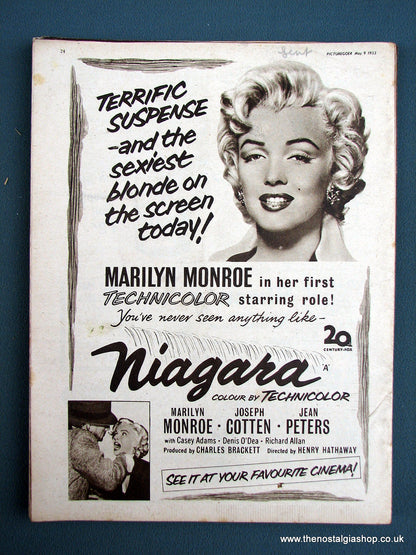 24
Sent
PICTUREGOER May 9 1953
TERRIFIC
SUSPENSE
-and the
sexiest
blonde on
the screen
today!
MARILYN MONROE in her first
TECHNICOLOR starring role!
You've never seen anything like-
20
CENTURY-FOX
Niagara 'A'
COLOUR BY TECHNICOLOR
MARILYN JOSEPH JEAN
MONROE · COTTEN · PETERS
with Casey Adams · Denis O'Dea · Richard Allan
Produced by CHARLES BRACKETT Directed by HENRY HATHAWAY
SEE IT AT YOUR FAVOURITE CINEMA!
www.thenostalgiashop.co.uk